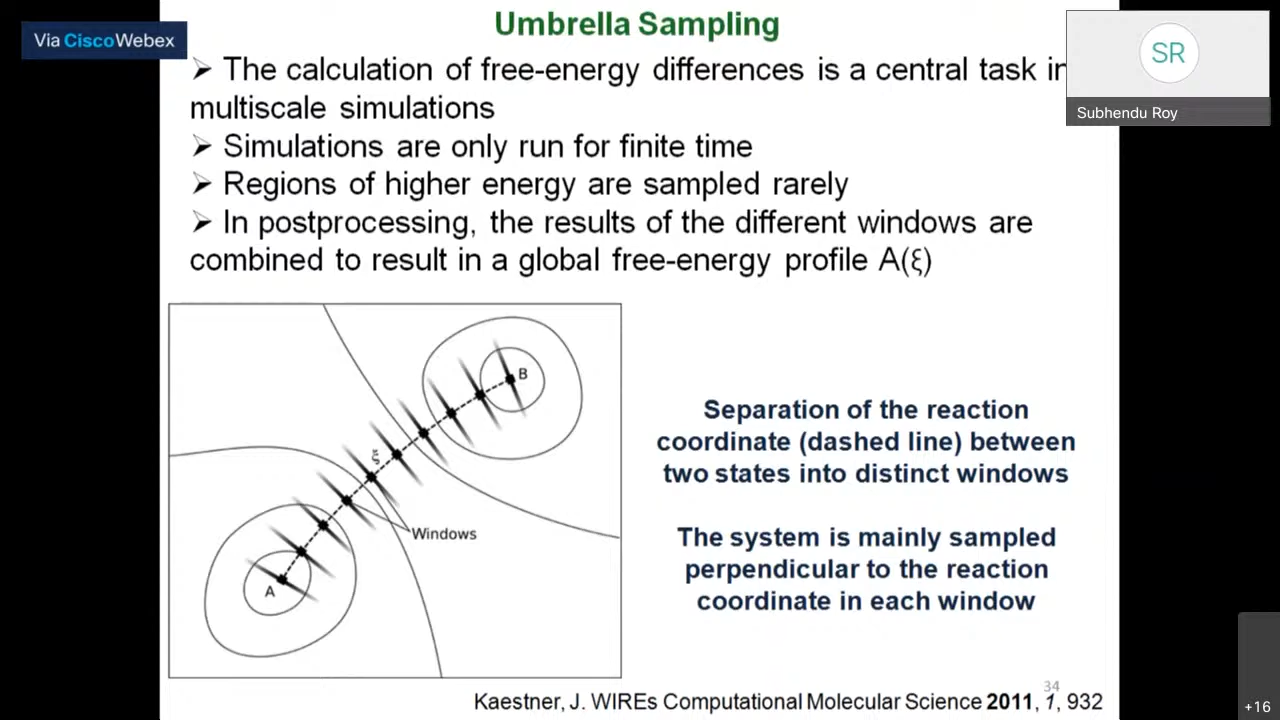 Via CiscoWebex
Umbrella Sampling
SR
Subhendu Roy
➤ The calculation of free-energy differences is a central task in
multiscale simulations
➤ Simulations are only run for finite time
➤ Regions of higher energy are sampled rarely
➤ In postprocessing, the results of the different windows are
combined to result in a global free-energy profile A(ξ)
B
ξ
Windows
A
Separation of the reaction
coordinate (dashed line) between
two states into distinct windows
The system is mainly sampled
perpendicular to the reaction
coordinate in each window
34
Kaestner, J. WIREs Computational Molecular Science 2011, 1, 932
+16